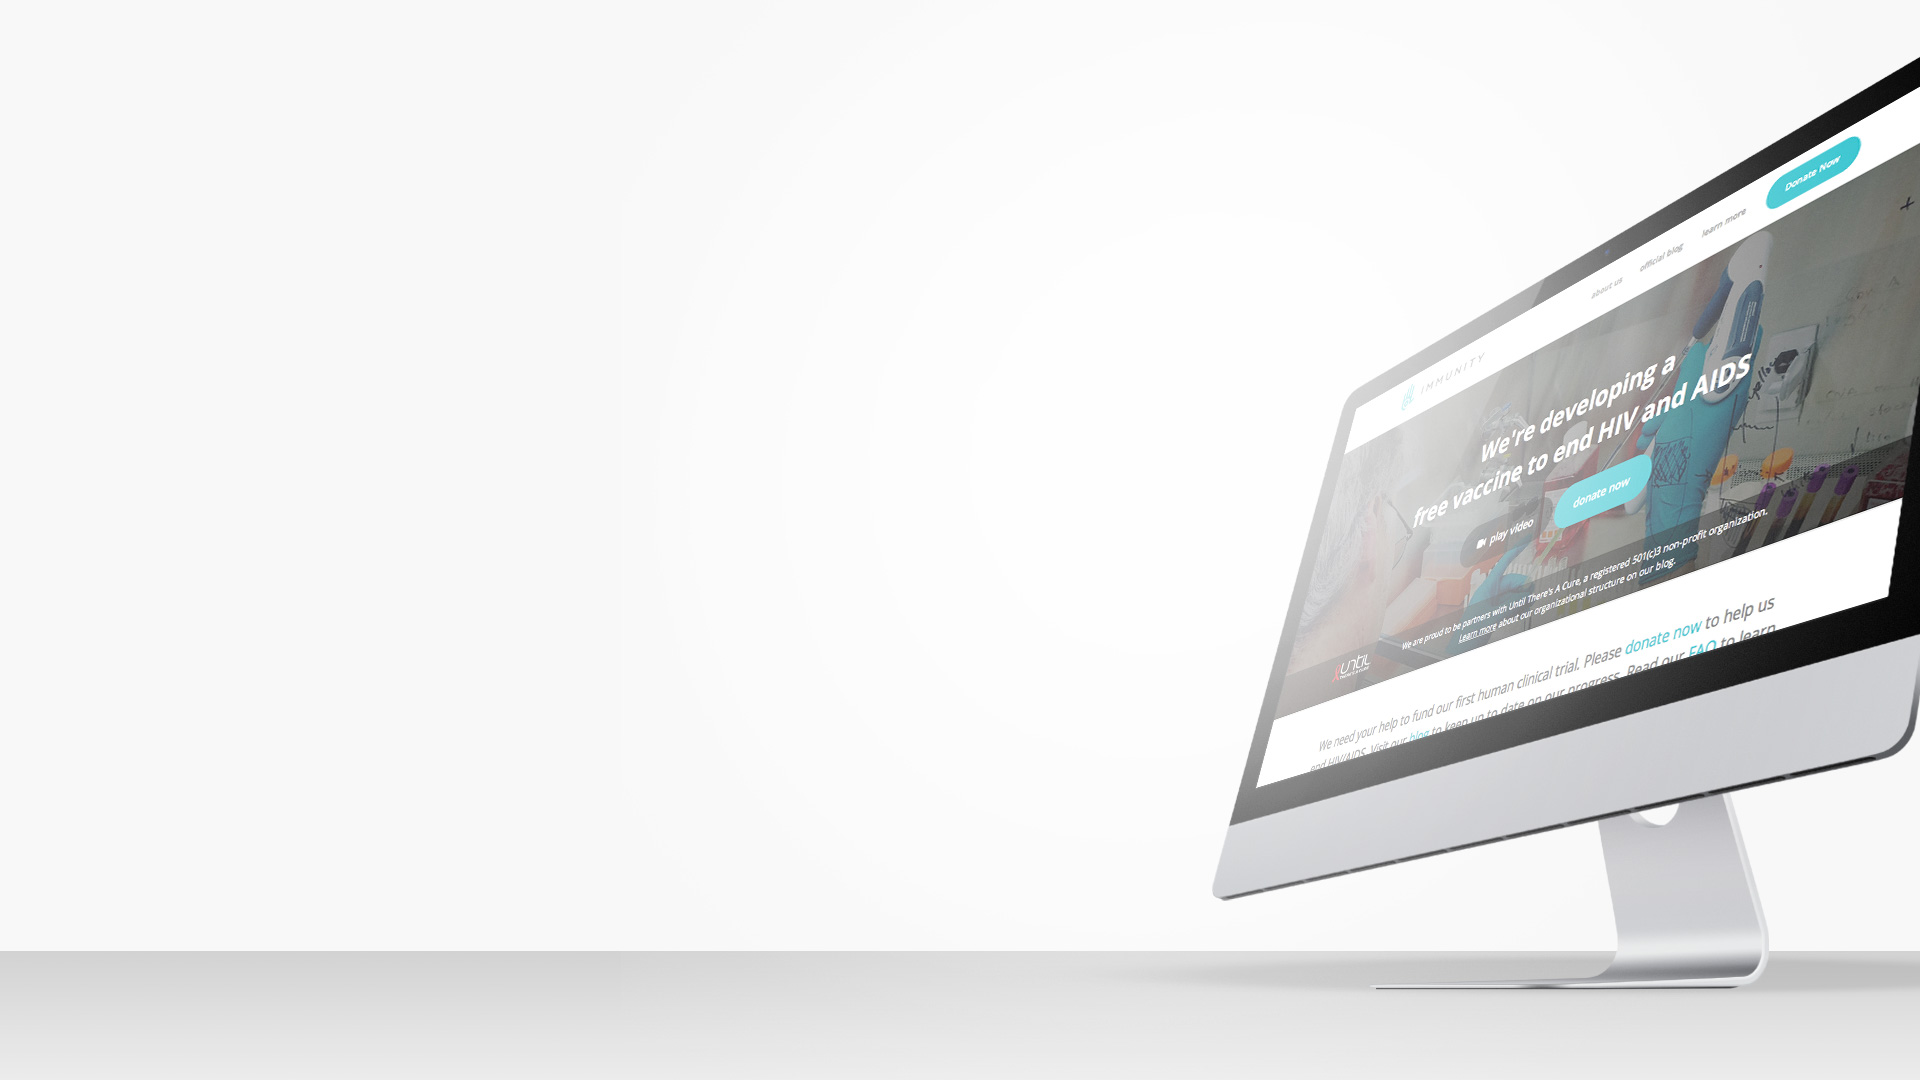 IMMUNITY
about us
official blog
learn more
Donate Now
We're developing a
free vaccine to end HIV and AIDS
play video
donate now
until
We are proud to be partners with Until There's A Cure, a registered 501(c)3 non-profit organization.
Learn more about our organizational structure on our blog.
We need your help to fund our first human clinical trial. Please donate now to help us
end HIV/AIDS. Visit our blog to keep up to date on our progress. Read our FAQ to learn